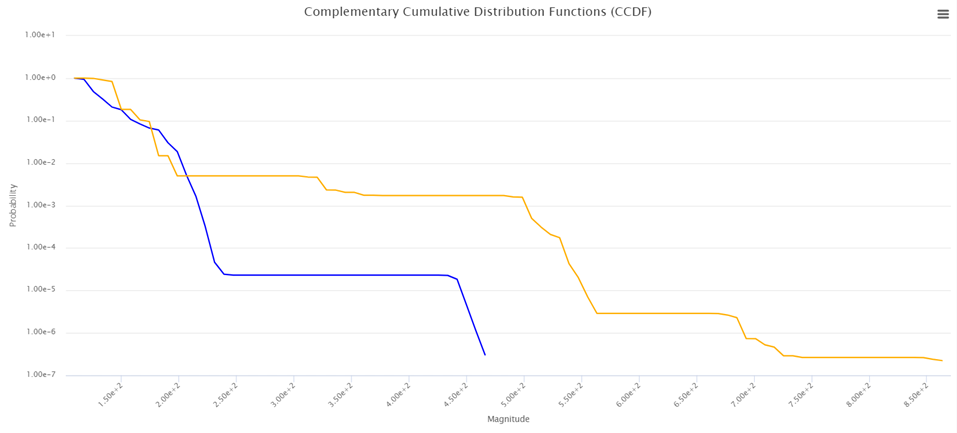 Complementary Cumulative Distribution Functions (CCDF)
1.00e+1
1.00e+0
1.00e-1
1.00e-2
1.00e-3
1.00e-4
1.00e-5
1.00e-6
1.00e-7
Probability
1.50e+2
2.00e+2
2.50e+2
3.00e+2
3.50e+2
4.00e+2
4.50e+2
5.00e+2
5.50e+2
6.00e+2
6.50e+2
7.00e+2
7.50e+2
8.00e+2
8.50e+2
Magnitude